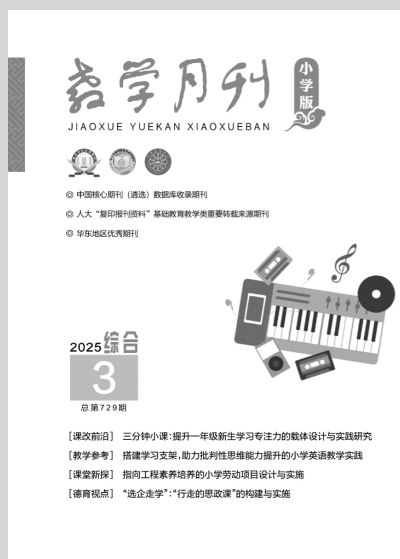 教学月刊
小学版
JIAOXUE YUEKAN XIAOXUEBAN
◎ 中国核心期刊（遴选）数据库收录期刊
◎ 人大“复印报刊资料”基础教育教学类重要转载来源期刊
◎ 华东地区优秀期刊
2025 综合
3
总第729期
［课改前沿］ 三分钟小课：提升一年级新生学习专注力的载体设计与实践研究
［教学参考］ 搭建学习支架，助力批判性思维能力提升的小学英语教学实践
［课堂新探］ 指向工程素养培养的小学劳动项目设计与实施
［德育视点］ “选企走学”：“行走的思政课”的构建与实施